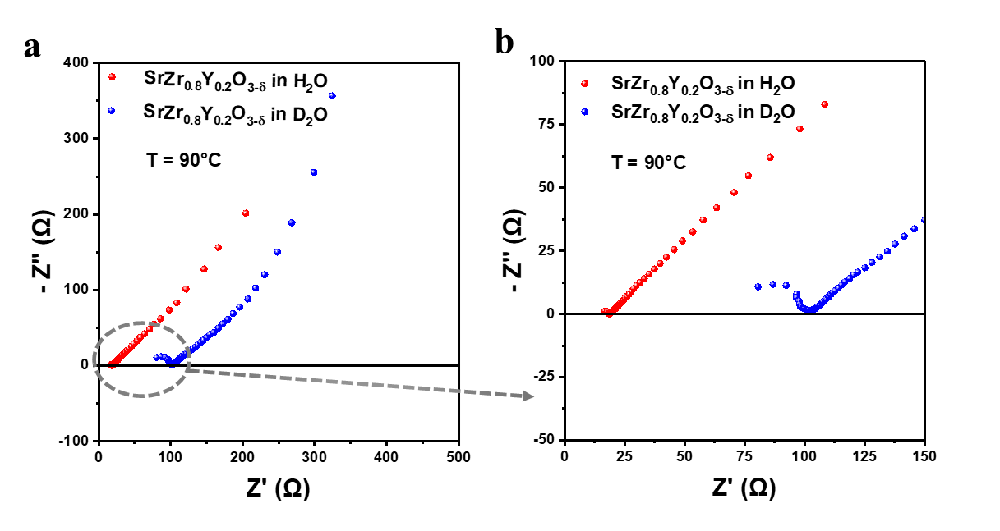 a
400
300
200
100
0
-100
0
100
200
300
400
500
- Z'' (Ω)
Z' (Ω)
SrZr0.8Y0.2O3-δ in H2O
SrZr0.8Y0.2O3-δ in D2O
T = 90°C
b
100
75
50
25
0
-25
-50
0
25
50
75
100
125
150
- Z'' (Ω)
Z' (Ω)
SrZr0.8Y0.2O3-δ in H2O
SrZr0.8Y0.2O3-δ in D2O
T = 90°C